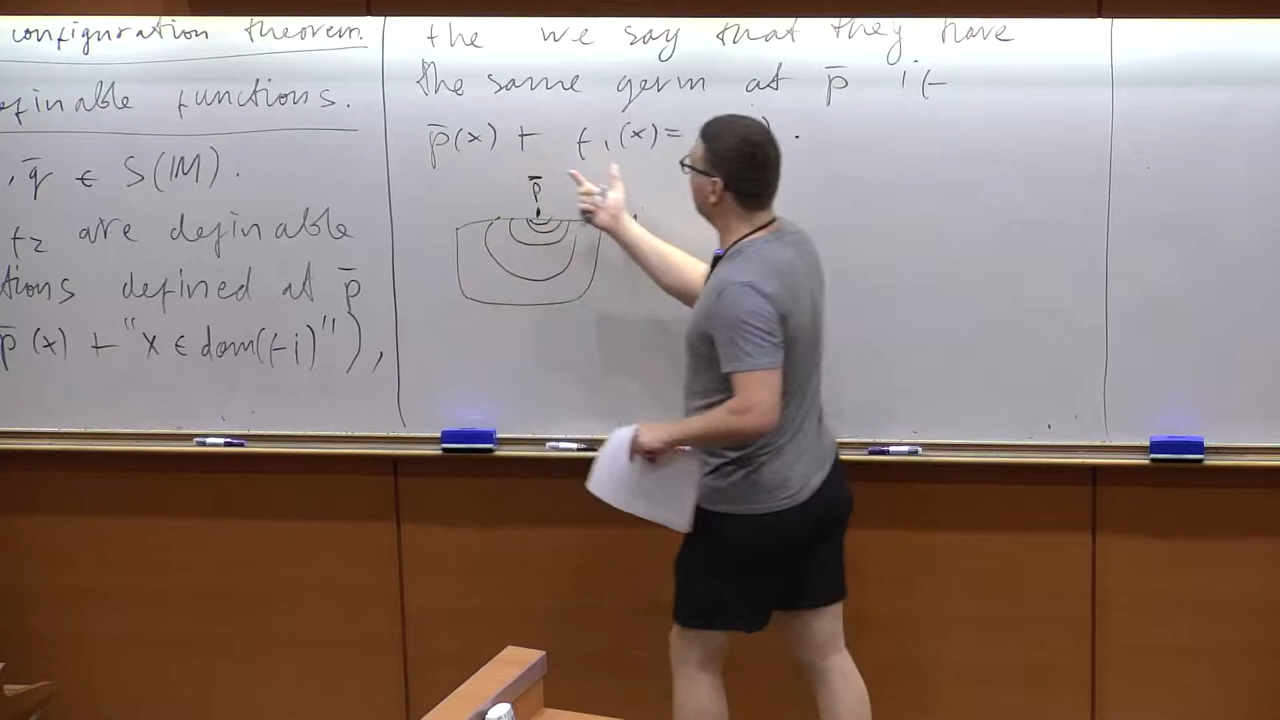 configuration theorem.
efinable functions.
, q̄ ∈ S(𝕄).
f₂ are definable
tions defined at p̄
p̄(x) ⊢ "x ∈ dom(fi)"),
the we say that they have
the same germ at p̄ if
p̄(x) ⊢ f₁(x)= ) .
p̄